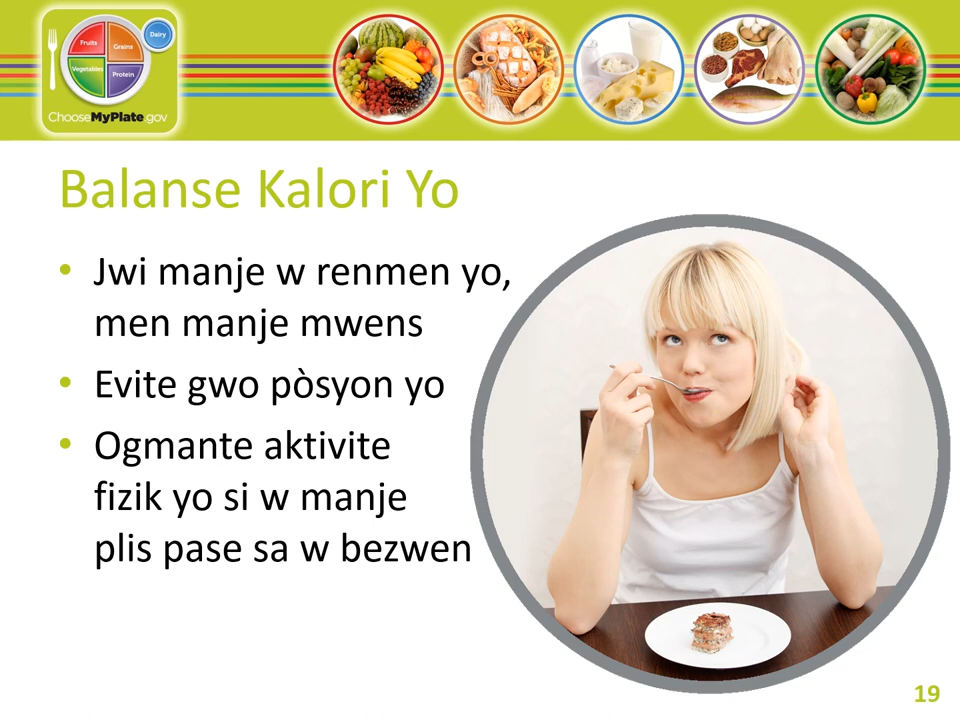 Fruits
Grains
Dairy
Vegetables
Protein
ChooseMyPlate.gov
Balanse Kalori Yo
• Jwi manje w renmen yo,
men manje mwens
• Evite gwo pòsyon yo
• Ogmante aktivite
fizik yo si w manje
plis pase sa w bezwen
19